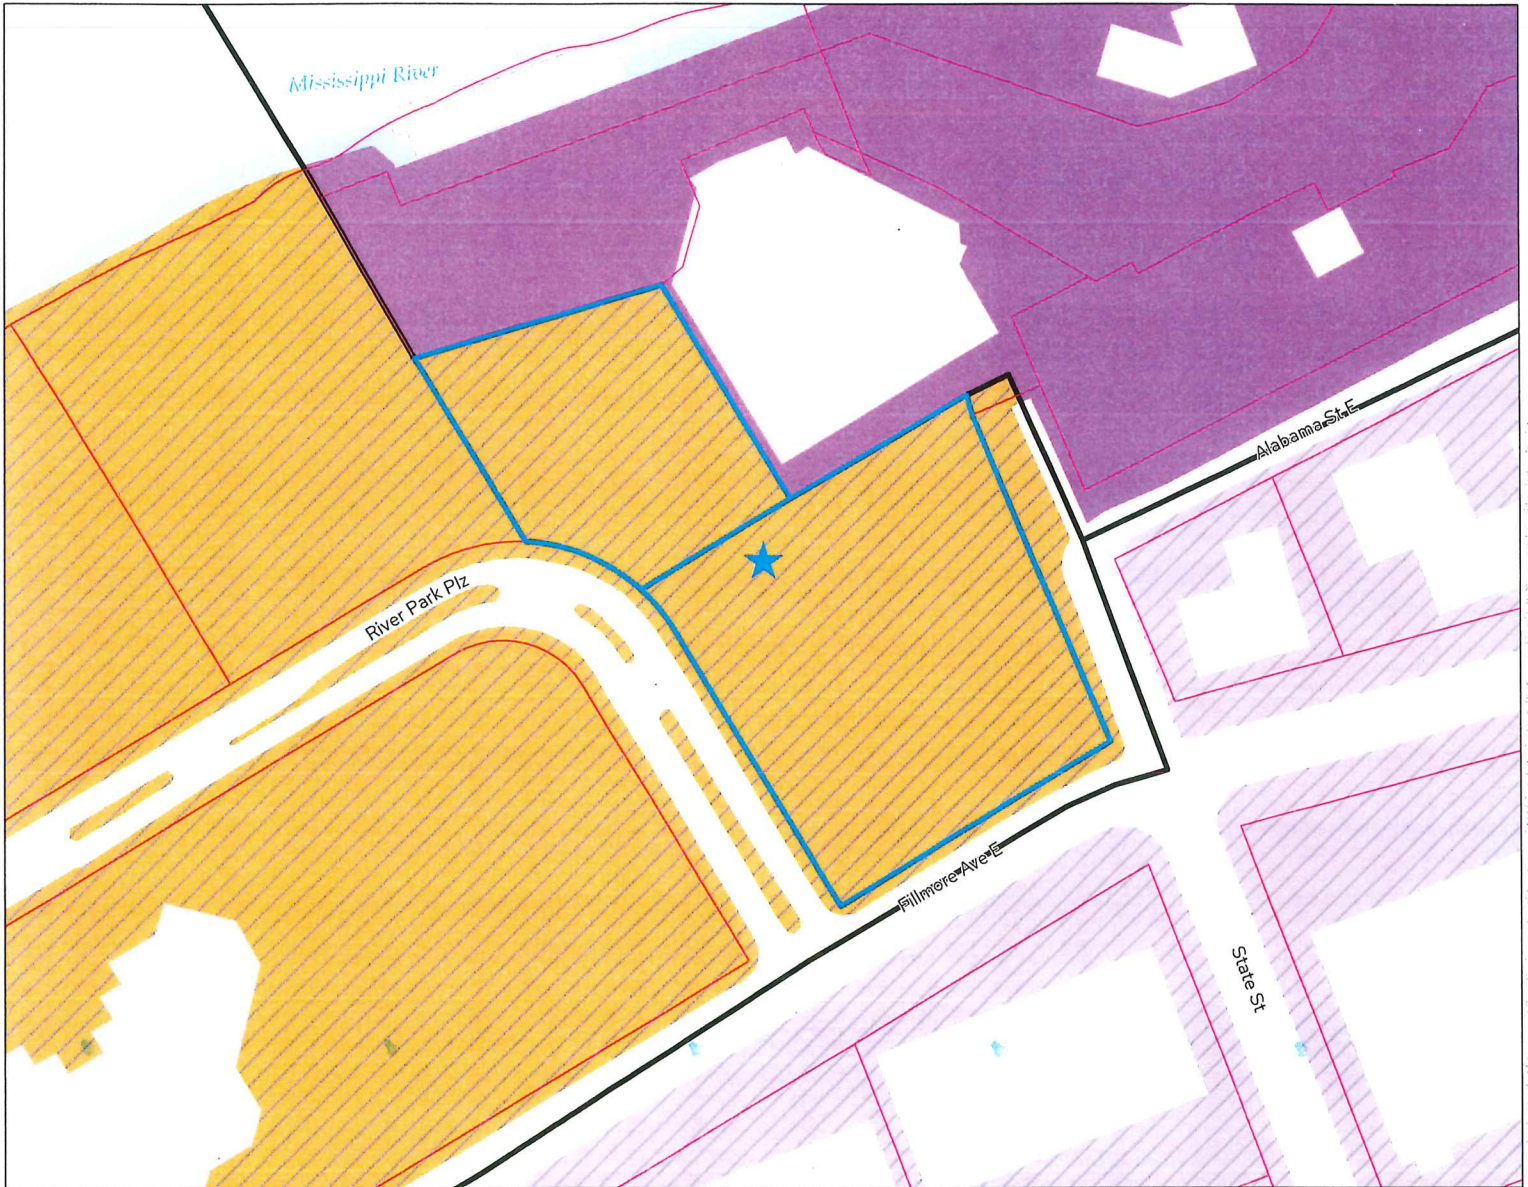 Mississippi River
Alabama St E
River Park Plz
Fillmore Ave E
State St